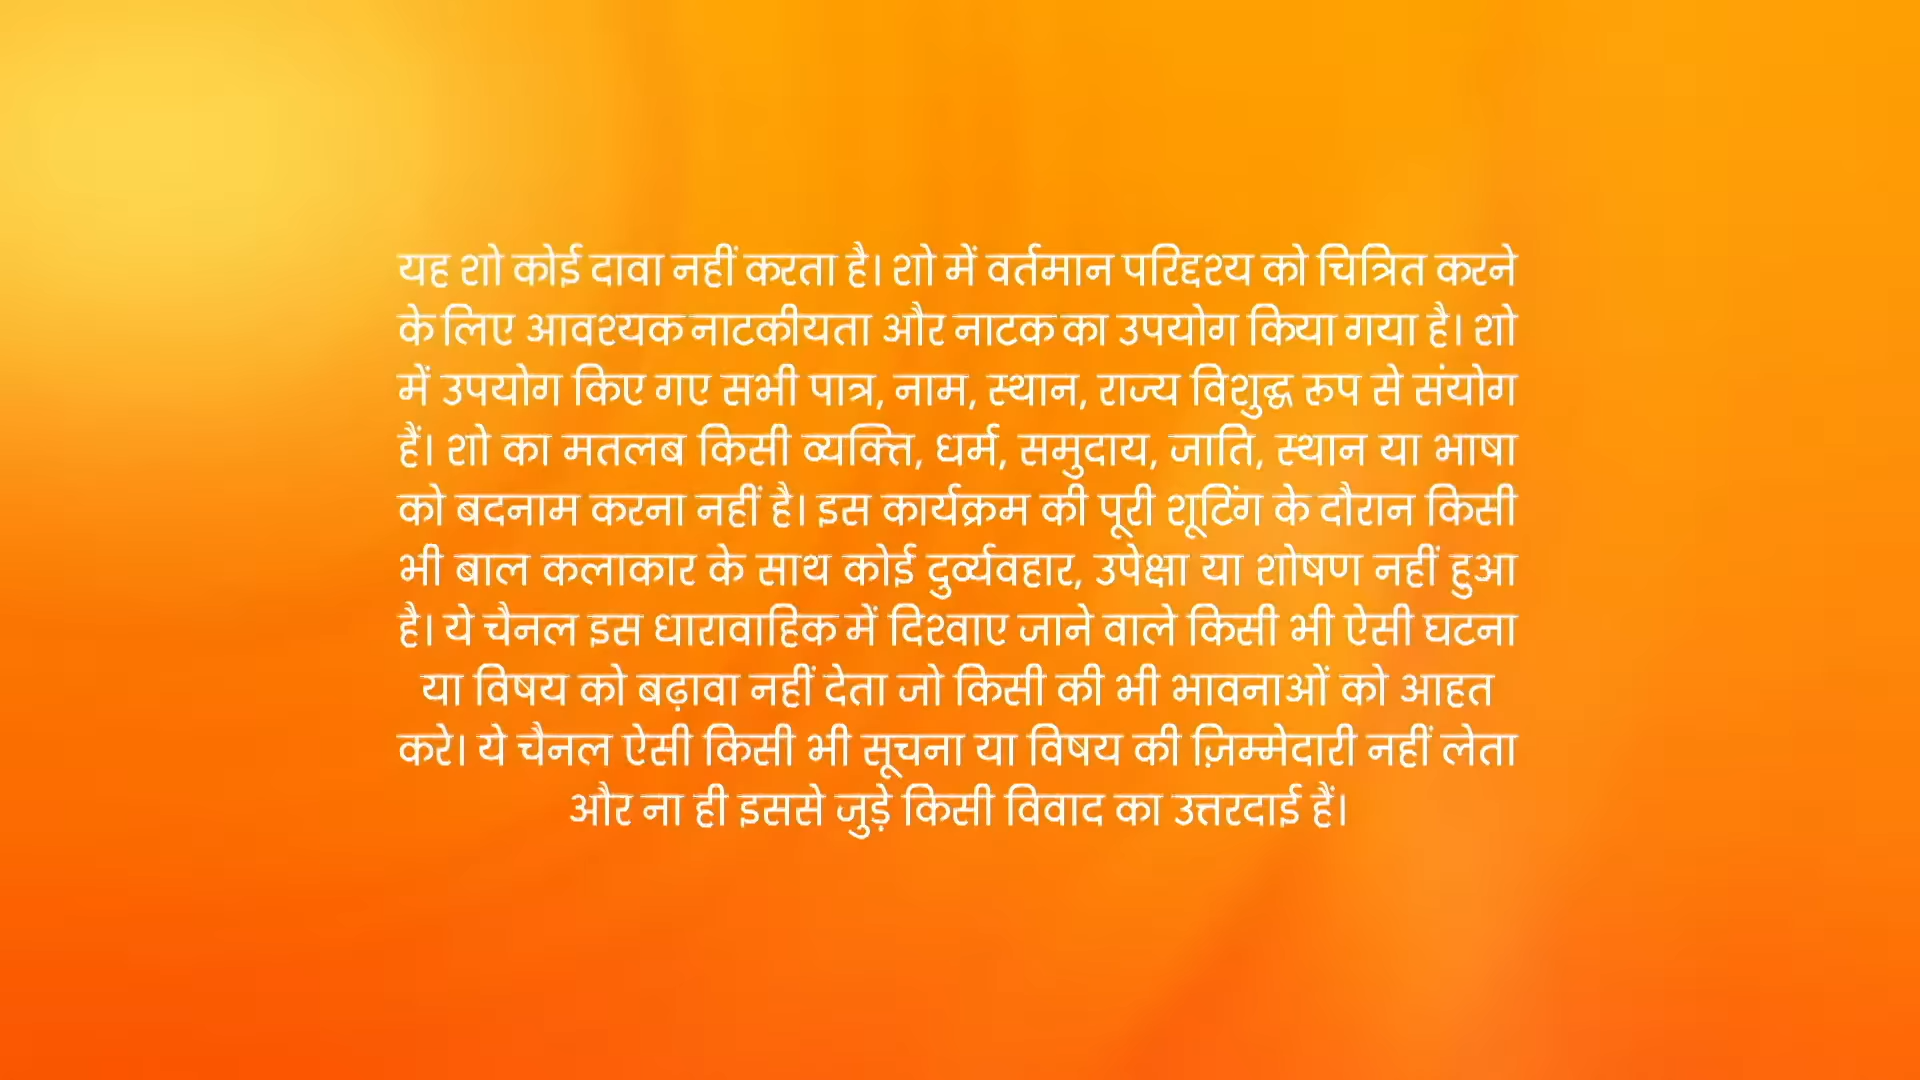 यह शो कोई दावा नहीं करता है। शो में वर्तमान परिद्दश्य को चित्रित करने
के लिए आवश्यक नाटकीयता और नाटक का उपयोग किया गया है। शो
में उपयोग किए गए सभी पात्र, नाम, स्थान, राज्य विशुद्ध रूप से संयोग
हैं। शो का मतलब किसी व्यक्ति, धर्म, समुदाय, जाति, स्थान या भाषा
को बदनाम करना नहीं है। इस कार्यक्रम की पूरी शूटिंग के दौरान किसी
भी बाल कलाकार के साथ कोई दुर्व्यवहार, उपेक्षा या शोषण नहीं हुआ
है। ये चैनल इस धारावाहिक में दिखाए जाने वाले किसी भी ऐसी घटना
या विषय को बढ़ावा नहीं देता जो किसी की भी भावनाओं को आहत
करे। ये चैनल ऐसी किसी भी सूचना या विषय की ज़िम्मेदारी नहीं लेता
और ना ही इससे जुड़े किसी विवाद का उत्तरदाई हैं।